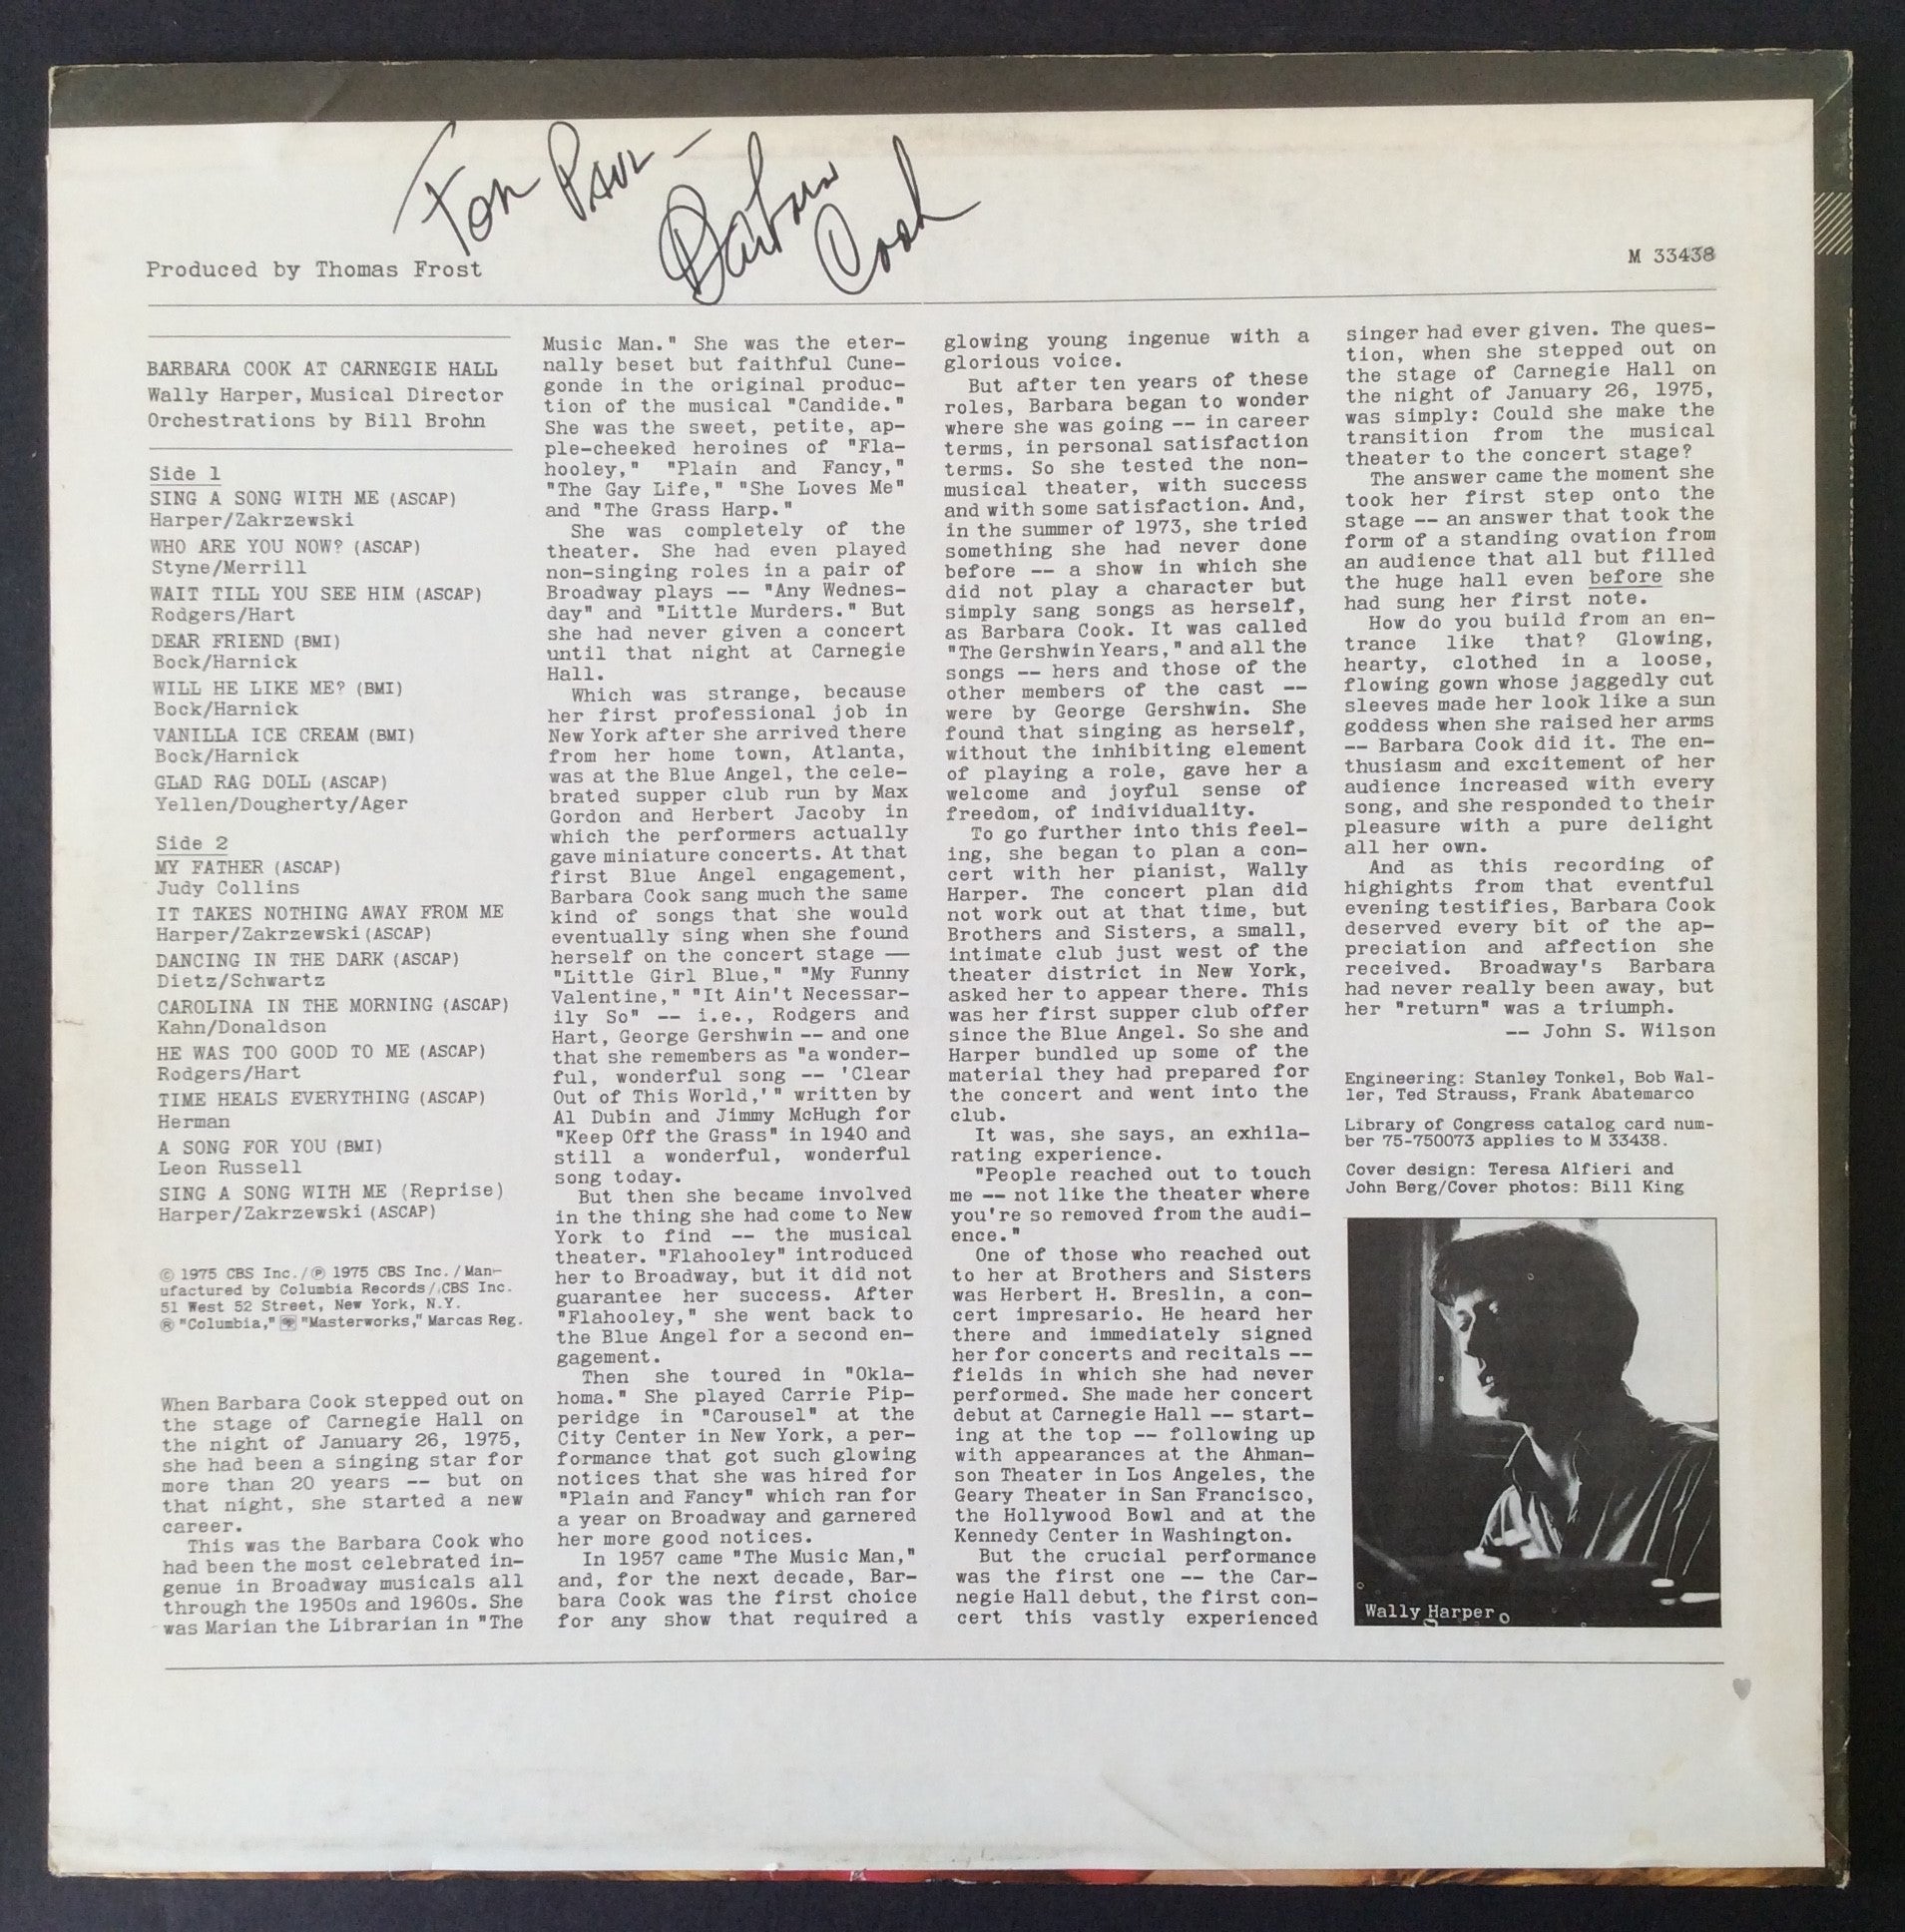 For Paul -
Barbara
Cook
Produced by Thomas Frost
M 33438
BARBARA COOK AT CARNEGIE HALL
Wally Harper, Musical Director
Orchestrations by Bill Brohn
Side 1
SING A SONG WITH ME (ASCAP)
Harper/Zakrzewski
WHO ARE YOU NOW? (ASCAP)
Styne/Merrill
WAIT TILL YOU SEE HIM (ASCAP)
Rodgers/Hart
DEAR FRIEND (BMI)
Bock/Harnick
WILL HE LIKE ME? (BMI)
Bock/Harnick
VANILLA ICE CREAM (BMI)
Bock/Harnick
GLAD RAG DOLL (ASCAP)
Yellen/Dougherty/Ager
Side 2
MY FATHER (ASCAP)
Judy Collins
IT TAKES NOTHING AWAY FROM ME
Harper/Zakrzewski (ASCAP)
DANCING IN THE DARK (ASCAP)
Dietz/Schwartz
CAROLINA IN THE MORNING (ASCAP)
Kahn/Donaldson
HE WAS TOO GOOD TO ME (ASCAP)
Rodgers/Hart
TIME HEALS EVERYTHING (ASCAP)
Herman
A SONG FOR YOU (BMI)
Leon Russell
SING A SONG WITH ME (Reprise)
Harper/Zakrzewski (ASCAP)
© 1975 CBS Inc./℗ 1975 CBS Inc./Man-
ufactured by Columbia Records/CBS Inc.
51 West 52 Street, New York, N.Y.
® "Columbia," "Masterworks," Marcas Reg.
When Barbara Cook stepped out on
the stage of Carnegie Hall on
the night of January 26, 1975,
she had been a singing star for
more than 20 years -- but on
that night, she started a new
career.
This was the Barbara Cook who
had been the most celebrated in-
genue in Broadway musicals all
through the 1950s and 1960s. She
was Marian the Librarian in "The
Music Man." She was the eter-
nally beset but faithful Cune-
gonde in the original produc-
tion of the musical "Candide."
She was the sweet, petite, ap-
ple-cheeked heroines of "Fla-
hooley," "Plain and Fancy,"
"The Gay Life," "She Loves Me"
and "The Grass Harp."
She was completely of the
theater. She had even played
non-singing roles in a pair of
Broadway plays -- "Any Wednes-
day" and "Little Murders." But
she had never given a concert
until that night at Carnegie
Hall.
Which was strange, because
her first professional job in
New York after she arrived there
from her home town, Atlanta,
was at the Blue Angel, the cele-
brated supper club run by Max
Gordon and Herbert Jacoby in
which the performers actually
gave miniature concerts. At that
first Blue Angel engagement,
Barbara Cook sang much the same
kind of songs that she would
eventually sing when she found
herself on the concert stage --
"Little Girl Blue," "My Funny
Valentine," "It Ain't Necessar-
ily So" -- i.e., Rodgers and
Hart, George Gershwin -- and one
that she remembers as "a wonder-
ful, wonderful song -- 'Clear
Out of This World,'" written by
Al Dubin and Jimmy McHugh for
"Keep Off the Grass" in 1940 and
still a wonderful, wonderful
song today.
But then she became involved
in the thing she had come to New
York to find -- the musical
theater. "Flahooley" introduced
her to Broadway, but it did not
guarantee her success. After
"Flahooley," she went back to
the Blue Angel for a second en-
gagement.
Then she toured in "Okla-
homa." She played Carrie Pip-
peridge in "Carousel" at the
City Center in New York, a per-
formance that got such glowing
notices that she was hired for
"Plain and Fancy" which ran for
a year on Broadway and garnered
her more good notices.
In 1957 came "The Music Man,"
and, for the next decade, Bar-
bara Cook was the first choice
for any show that required a
glowing young ingenue with a
glorious voice.
But after ten years of these
roles, Barbara began to wonder
where she was going -- in career
terms, in personal satisfaction
terms. So she tested the non-
musical theater, with success
and with some satisfaction. And,
in the summer of 1973, she tried
something she had never done
before -- a show in which she
did not play a character but
simply sang songs as herself,
as Barbara Cook. It was called
"The Gershwin Years," and all the
songs -- hers and those of the
other members of the cast --
were by George Gershwin. She
found that singing as herself,
without the inhibiting element
of playing a role, gave her a
welcome and joyful sense of
freedom, of individuality.
To go further into this feel-
ing, she began to plan a con-
cert with her pianist, Wally
Harper. The concert plan did
not work out at that time, but
Brothers and Sisters, a small,
intimate club just west of the
theater district in New York,
asked her to appear there. This
was her first supper club offer
since the Blue Angel. So she and
Harper bundled up some of the
material they had prepared for
the concert and went into the
club.
It was, she says, an exhila-
rating experience.
"People reached out to touch
me -- not like the theater where
you're so removed from the audi-
ence."
One of those who reached out
to her at Brothers and Sisters
was Herbert H. Breslin, a con-
cert impresario. He heard her
there and immediately signed
her for concerts and recitals --
fields in which she had never
performed. She made her concert
debut at Carnegie Hall -- start-
ing at the top -- following up
with appearances at the Ahman-
son Theater in Los Angeles, the
Geary Theater in San Francisco,
the Hollywood Bowl and at the
Kennedy Center in Washington.
But the crucial performance
was the first one -- the Car-
negie Hall debut, the first con-
cert this vastly experienced
singer had ever given. The ques-
tion, when she stepped out on
the stage of Carnegie Hall on
the night of January 26, 1975,
was simply: Could she make the
transition from the musical
theater to the concert stage?
The answer came the moment she
took her first step onto the
stage -- an answer that took the
form of a standing ovation from
an audience that all but filled
the huge hall even before she
had sung her first note.
How do you build from an en-
trance like that? Glowing,
hearty, clothed in a loose,
flowing gown whose jaggedly cut
sleeves made her look like a sun
goddess when she raised her arms
-- Barbara Cook did it. The en-
thusiasm and excitement of her
audience increased with every
song, and she responded to their
pleasure with a pure delight
all her own.
And as this recording of
highlights from that eventful
evening testifies, Barbara Cook
deserved every bit of the ap-
preciation and affection she
received. Broadway's Barbara
had never really been away, but
her "return" was a triumph.
-- John S. Wilson
Engineering: Stanley Tonkel, Bob Wal-
ler, Ted Strauss, Frank Abatemarco
Library of Congress catalog card num-
ber 75-750073 applies to M 33438.
Cover design: Teresa Alfieri and
John Berg/Cover photos: Bill King
Wally Harper